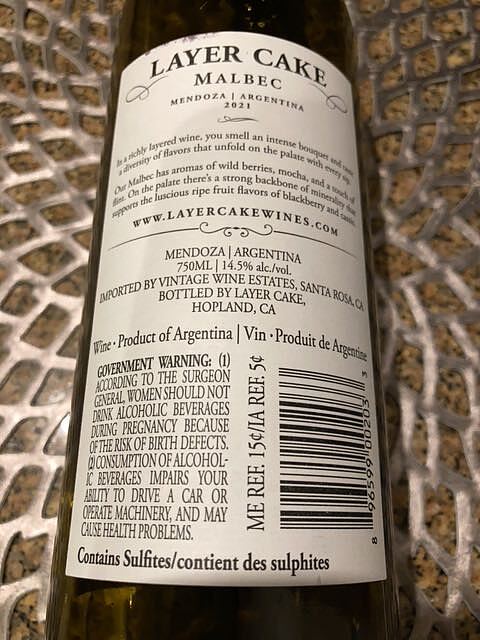 LAYER CAKE
MALBEC
MENDOZA | ARGENTINA
2021
In a richly layered wine, you smell an intense bouquet and taste
a diversity of flavors that unfold on the palate with every sip.
Our Malbec has aromas of wild berries, mocha, and a touch of
flint. On the palate there's a strong backbone of minerality that
supports the luscious ripe fruit flavors of blackberry and cassis.
WWW.LAYERCAKEWINES.COM
MENDOZA | ARGENTINA
750ML | 14.5% alc./vol.
IMPORTED BY VINTAGE WINE ESTATES, SANTA ROSA, CA
BOTTLED BY LAYER CAKE,
HOPLAND, CA
Wine • Product of Argentina | Vin • Produit de Argentine
GOVERNMENT WARNING: (1)
ACCORDING TO THE SURGEON
GENERAL, WOMEN SHOULD NOT
DRINK ALCOHOLIC BEVERAGES
DURING PREGNANCY BECAUSE
OF THE RISK OF BIRTH DEFECTS.
(2) CONSUMPTION OF ALCOHOL-
IC BEVERAGES IMPAIRS YOUR
ABILITY TO DRIVE A CAR OR
OPERATE MACHINERY, AND MAY
CAUSE HEALTH PROBLEMS.
ME REF. 15¢/IA REF. 5¢
8 96599 00203 3
Contains Sulfites/contient des sulphites